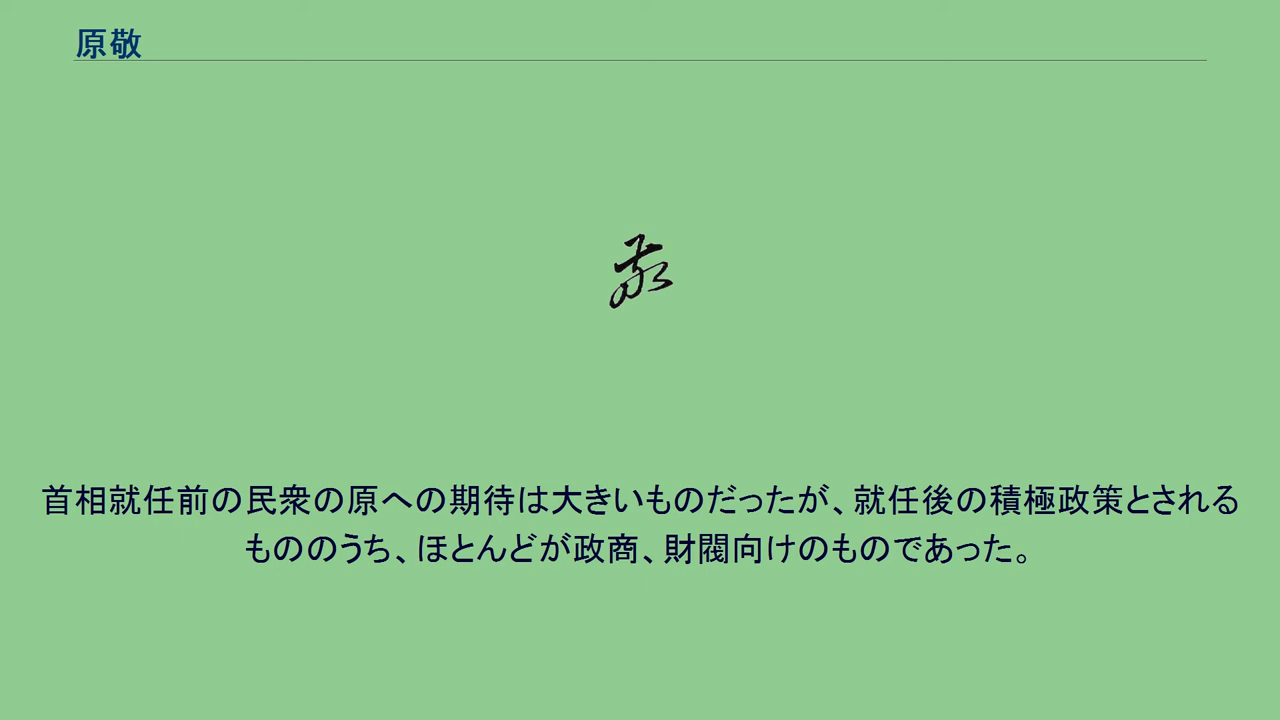 原敬
敬
首相就任前の民衆の原への期待は大きいものだったが、就任後の積極政策とされる
もののうち、ほとんどが政商、財閥向けのものであった。